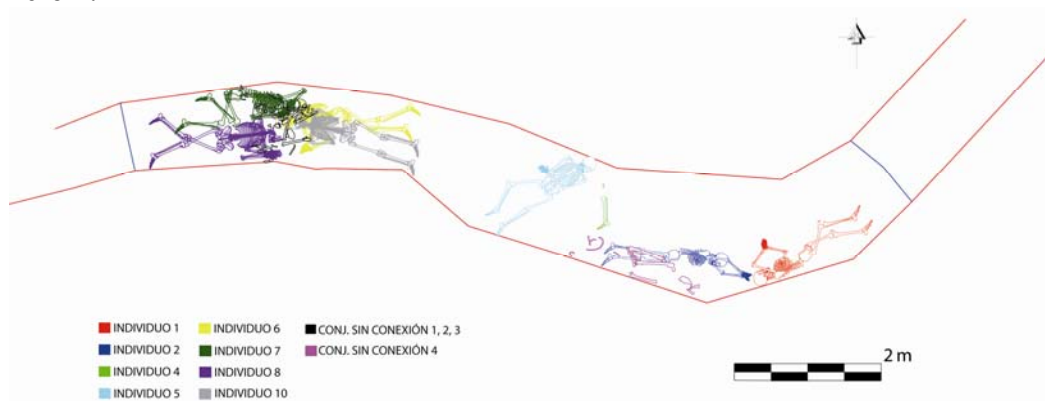 2 m
INDIVIDUO 1 INDIVIDUO 6 CONJ. SIN CONEXIÓN 1, 2, 3
INDIVIDUO 2 INDIVIDUO 7 CONJ. SIN CONEXIÓN 4
INDIVIDUO 4 INDIVIDUO 8
INDIVIDUO 5 INDIVIDUO 10